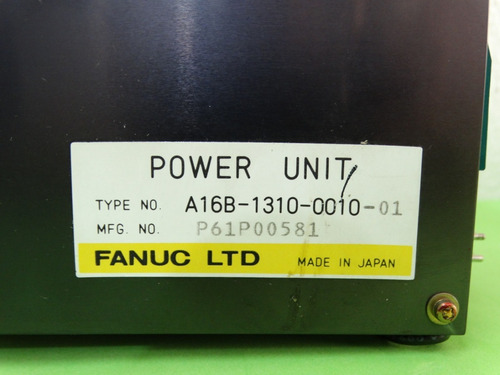 POWER UNIT
TYPE NO. A16B-1310-0010-01
MFG. NO. P61P00581
FANUC LTD MADE IN JAPAN